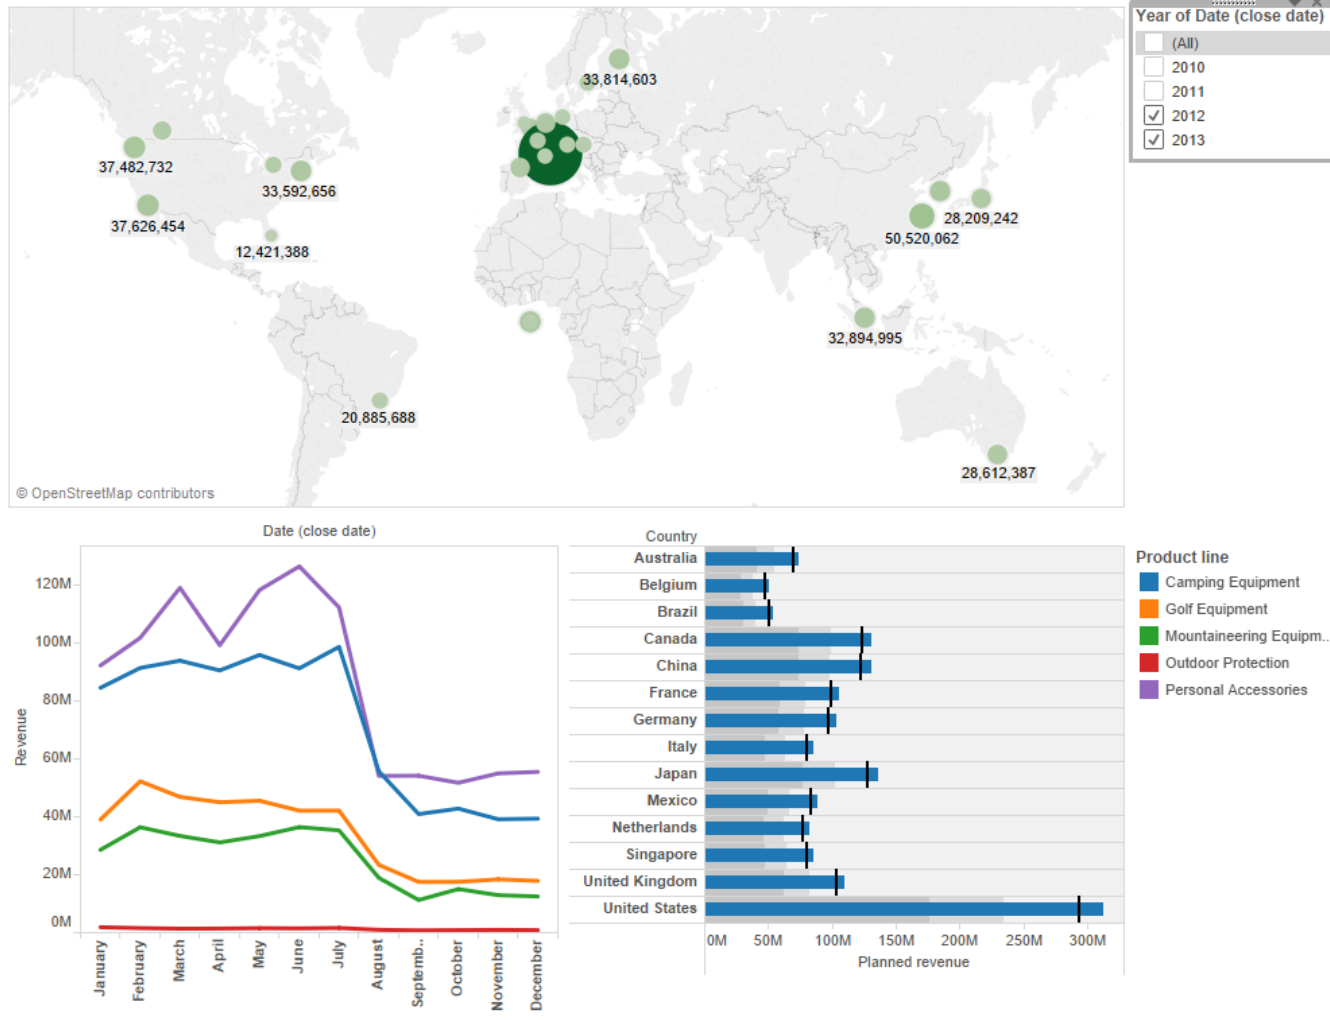 Year of Date (close date)
(All)
2010
2011
2012
2013
33,814,603
37,482,732
33,592,656
37,626,454
12,421,388
28,209,242
50,520,062
32,894,995
20,885,688
28,612,387
© OpenStreetMap contributors
Date (close date)
Revenue
120M
100M
80M
60M
40M
20M
0M
January
February
March
April
May
June
July
August
Septemb..
October
November
December
Country
Australia
Belgium
Brazil
Canada
China
France
Germany
Italy
Japan
Mexico
Netherlands
Singapore
United Kingdom
United States
0M 50M 100M 150M 200M 250M 300M
Planned revenue
Product line
Camping Equipment
Golf Equipment
Mountaineering Equipm..
Outdoor Protection
Personal Accessories